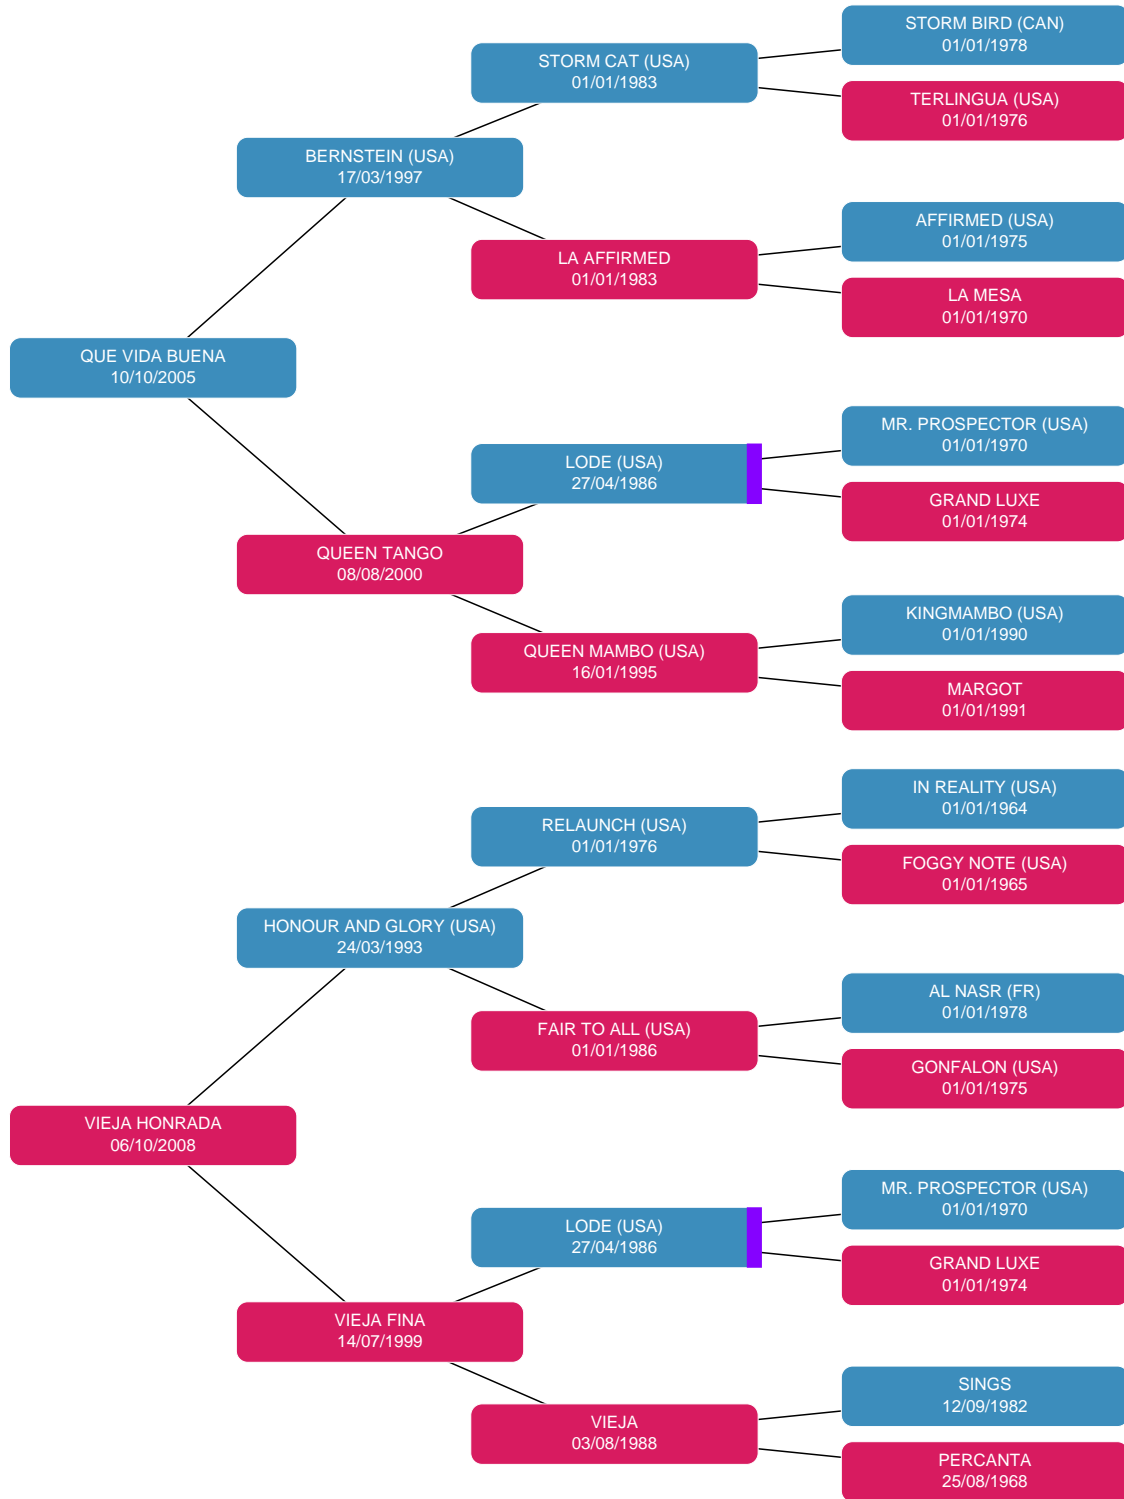 STORM BIRD (CAN)
01/01/1978
STORM CAT (USA)
01/01/1983
TERLINGUA (USA)
01/01/1976
BERNSTEIN (USA)
17/03/1997
AFFIRMED (USA)
01/01/1975
LA AFFIRMED
01/01/1983
LA MESA
01/01/1970
QUE VIDA BUENA
10/10/2005
MR. PROSPECTOR (USA)
01/01/1970
LODE (USA)
27/04/1986
GRAND LUXE
01/01/1974
QUEEN TANGO
08/08/2000
KINGMAMBO (USA)
01/01/1990
QUEEN MAMBO (USA)
16/01/1995
MARGOT
01/01/1991
IN REALITY (USA)
01/01/1964
RELAUNCH (USA)
01/01/1976
FOGGY NOTE (USA)
01/01/1965
HONOUR AND GLORY (USA)
24/03/1993
AL NASR (FR)
01/01/1978
FAIR TO ALL (USA)
01/01/1986
GONFALON (USA)
01/01/1975
VIEJA HONRADA
06/10/2008
MR. PROSPECTOR (USA)
01/01/1970
LODE (USA)
27/04/1986
GRAND LUXE
01/01/1974
VIEJA FINA
14/07/1999
SINGS
12/09/1982
VIEJA
03/08/1988
PERCANTA
25/08/1968